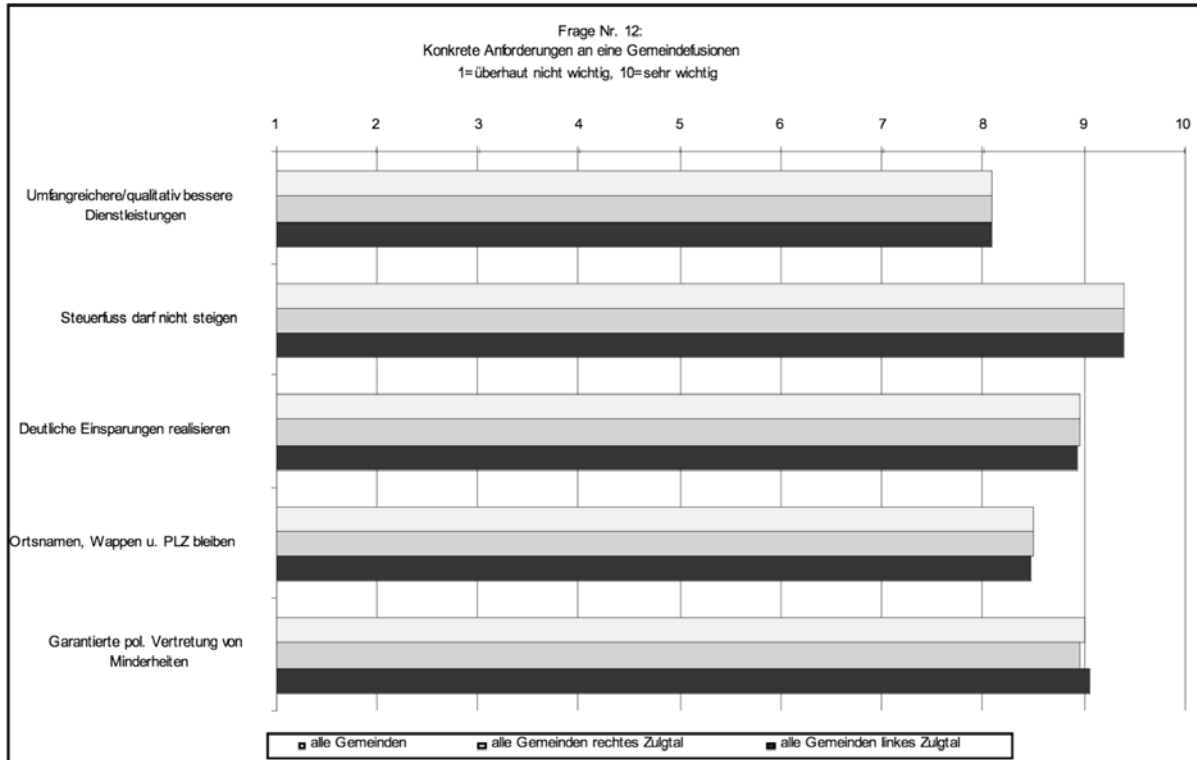 Frage Nr. 12:
Konkrete Anforderungen an eine Gemeindefusionen
1=überhaut nicht wichtig, 10=sehr wichtig
1 2 3 4 5 6 7 8 9 10
Umfangreichere/qualitativ bessere
Dienstleistungen
Steuerfuss darf nicht steigen
Deutliche Einsparungen realisieren
Ortsnamen, Wappen u. PLZ bleiben
Garantierte pol. Vertretung von
Minderheiten
alle Gemeinden alle Gemeinden rechtes Zulgtal alle Gemeinden linkes Zulgtal